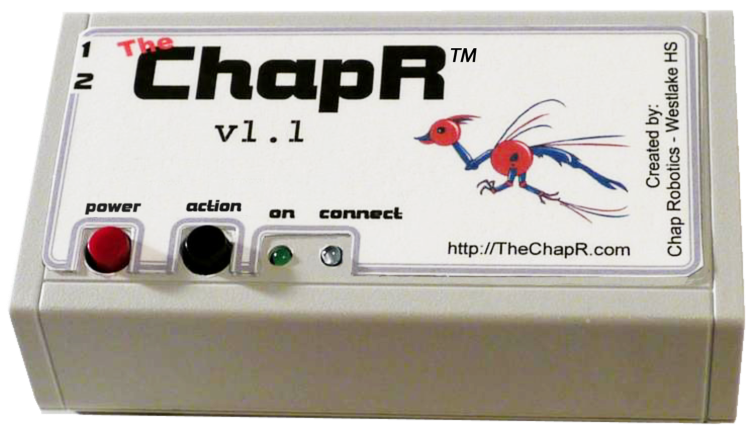 1
2
The
ChapR™
v1.1
power
action
on
connect
http://TheChapR.com
Created by:
Chap Robotics - Westlake HS